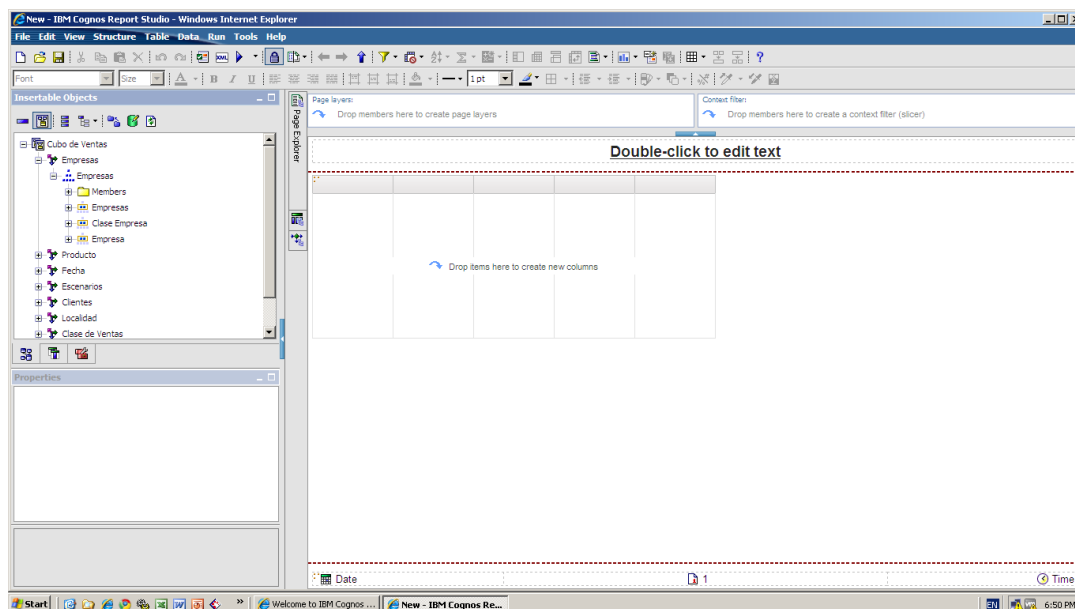 New - IBM Cognos Report Studio - Windows Internet Explorer
File Edit View Structure Table Data Run Tools Help
Font Size B I U 1 pt
Insertable Objects
Cubo de Ventas
Empresas
Empresas
Members
Empresas
Clase Empresa
Empresa
Producto
Fecha
Escenarios
Clientes
Localidad
Clase de Ventas
Properties
Page Explorer
Page layers:
Drop members here to create page layers
Context filter:
Drop members here to create a context filter (slicer)
Double-click to edit text
Drop items here to create new columns
Date 1 Time
Start » Welcome to IBM Cognos ... New - IBM Cognos Re... EN 6:50 PM